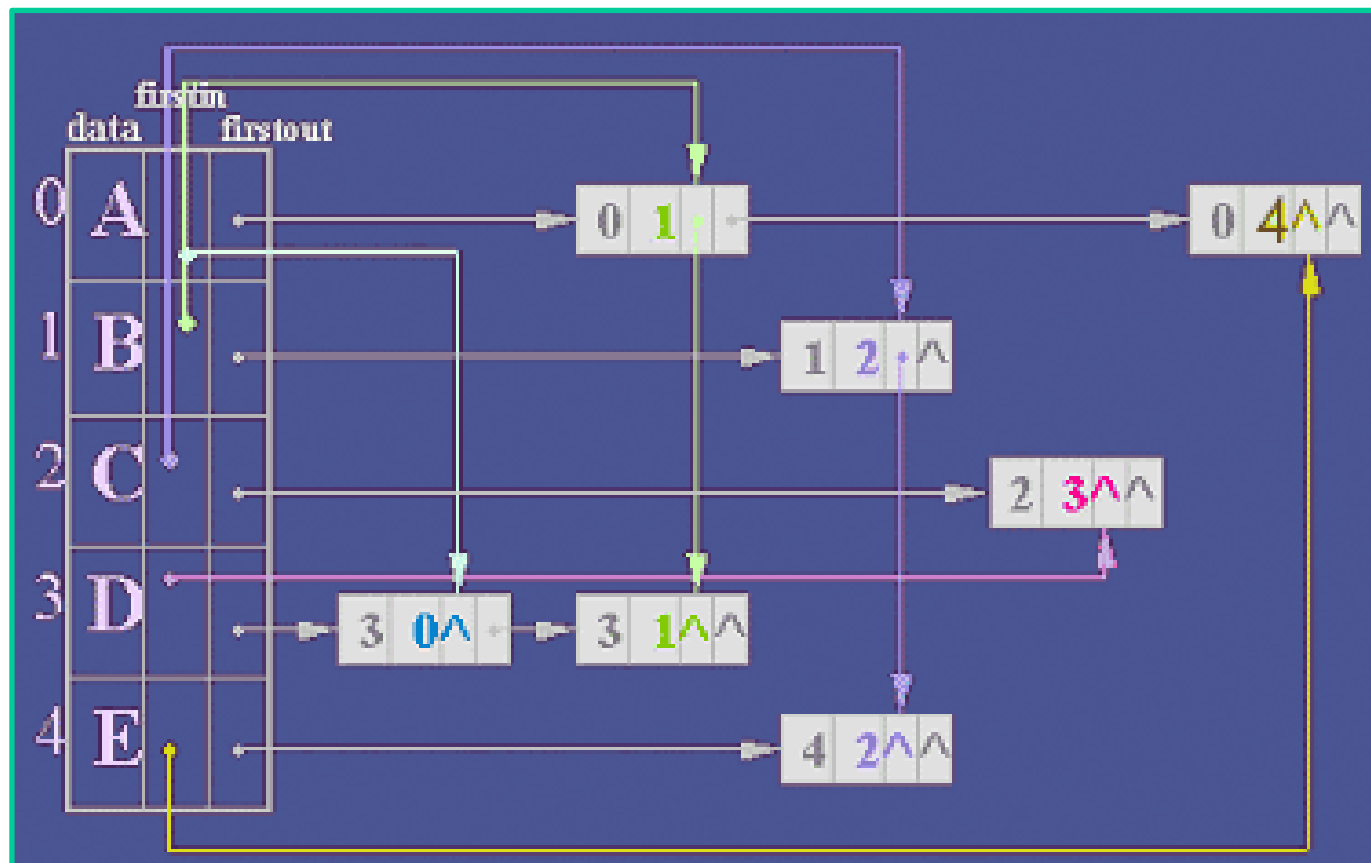 firstin
data firstout
0 A 0 1 0 4^^
1 B 1 2 ^
2 C 2 3^^
3 D 3 0^ 3 1^^
4 E 4 2^^